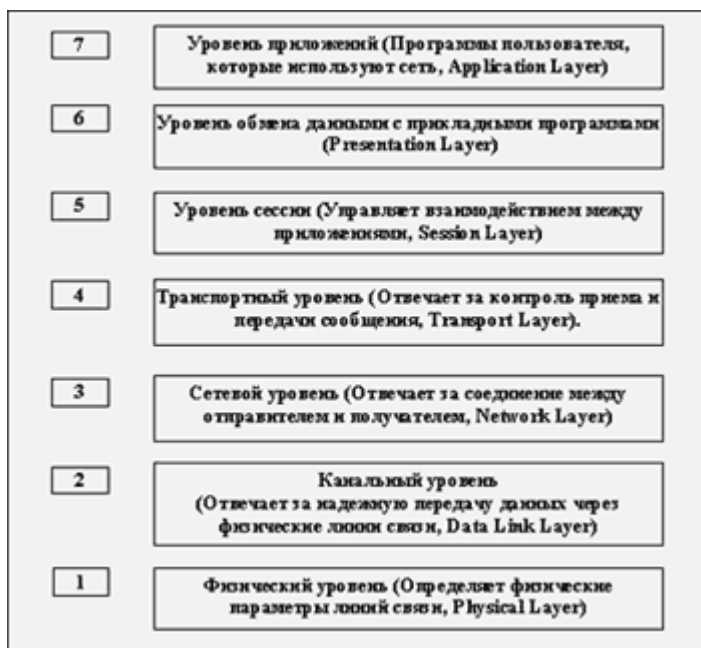 7
Уровень приложений (Программы пользователя,
которые используют сеть, Application Layer)
6
Уровень обмена данными с прикладными программами
(Presentation Layer)
5
Уровень сессии (Управляет взаимодействием между
приложениями, Session Layer)
4
Транспортный уровень (Отвечает за контроль приема и
передачи сообщения, Transport Layer).
3
Сетевой уровень (Отвечает за соединение между
отправителем и получателем, Network Layer)
2
Канальный уровень
(Отвечает за надежную передачу данных через
физические линии связи, Data Link Layer)
1
Физический уровень (Определяет физические
параметры линий связи, Physical Layer)